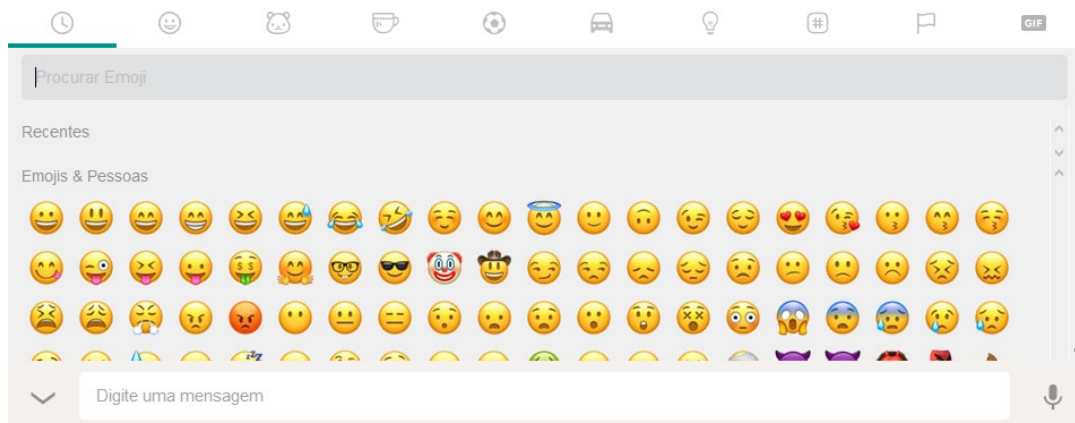 GIF
Procurar Emoji
Recentes
Emojis & Pessoas
Digite uma mensagem